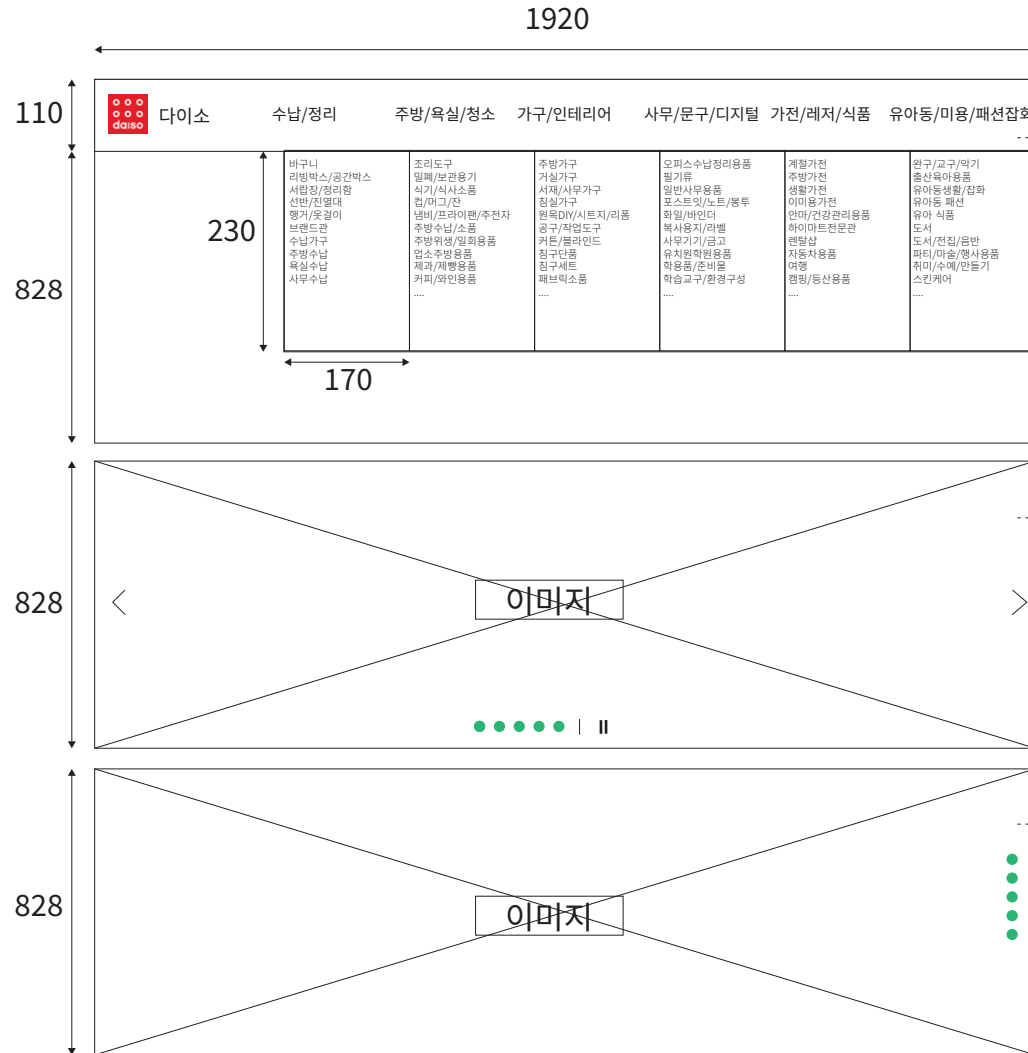 1920
110
daiso
다이소
수납/정리
주방/욕실/청소
가구/인테리어
사무/문구/디지털
가전/레저/식품
유아동/미용/패션잡화
828
230
바구니
리빙박스/공간박스
서랍장/정리함
선반/진열대
행거/옷걸이
브랜드관
수납가구
주방수납
욕실수납
사무수납
조리도구
밀폐/보관용기
식기/식사소품
컵/머그/잔
냄비/프라이팬/주전자
주방수납/소품
주방위생/일회용품
업소주방용품
제과/제빵용품
커피/와인용품
....
주방가구
거실가구
서재/사무가구
침실가구
원목DIY/시트지/리폼
공구/작업도구
커튼/블라인드
침구단품
침구세트
패브릭소품
....
오피스수납정리용품
필기류
일반사무용품
포스트잇/노트/봉투
화일/바인더
복사용지/라벨
사무기기/금고
유치원학원용품
학용품/준비물
학습교구/환경구성
....
계절가전
주방가전
생활가전
이미용가전
안마/건강관리용품
하이마트전문관
렌탈샵
자동차용품
여행
캠핑/등산용품
....
완구/교구/악기
출산육아용품
유아동생활/잡화
유아동 패션
유아 식품
도서
도서/전집/음반
파티/마술/행사용품
취미/수예/만들기
스킨케어
....
170
828
이미지
828
이미지